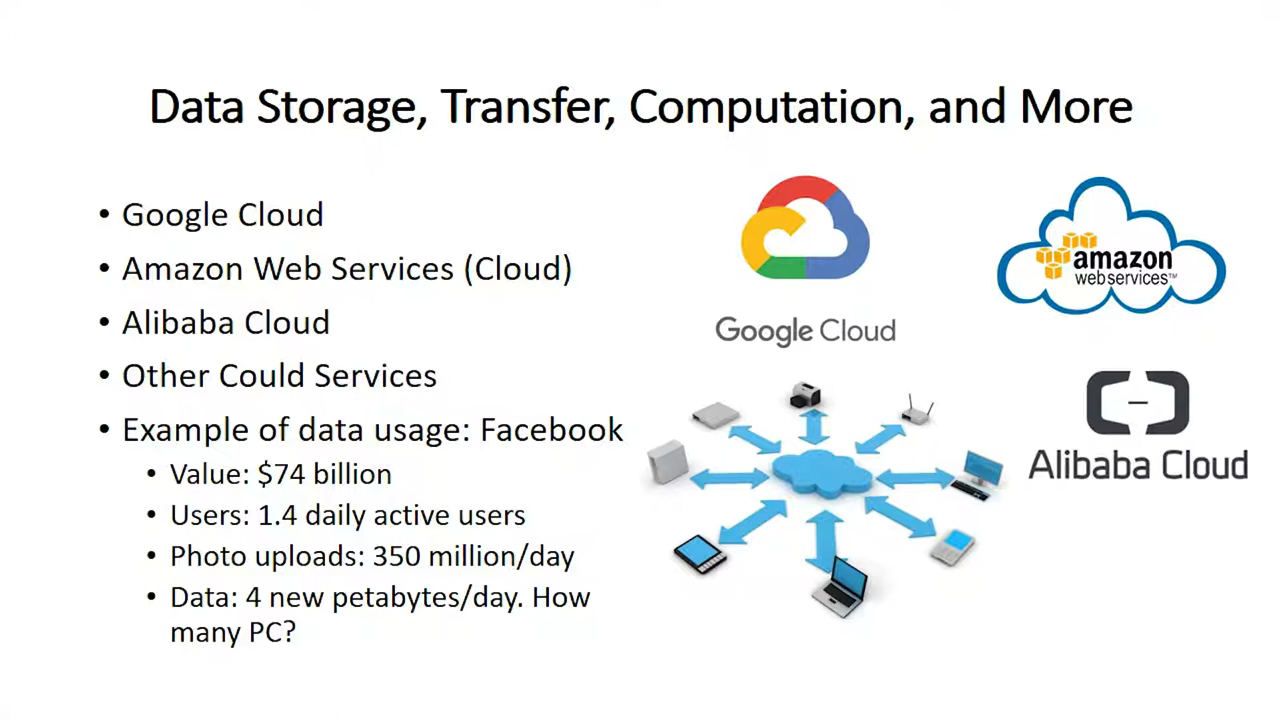 Data Storage, Transfer, Computation, and More
• Google Cloud
• Amazon Web Services (Cloud)
• Alibaba Cloud
• Other Could Services
• Example of data usage: Facebook
• Value: $74 billion
• Users: 1.4 daily active users
• Photo uploads: 350 million/day
• Data: 4 new petabytes/day. How
many PC?
Google Cloud
amazon
webservices™
Alibaba Cloud